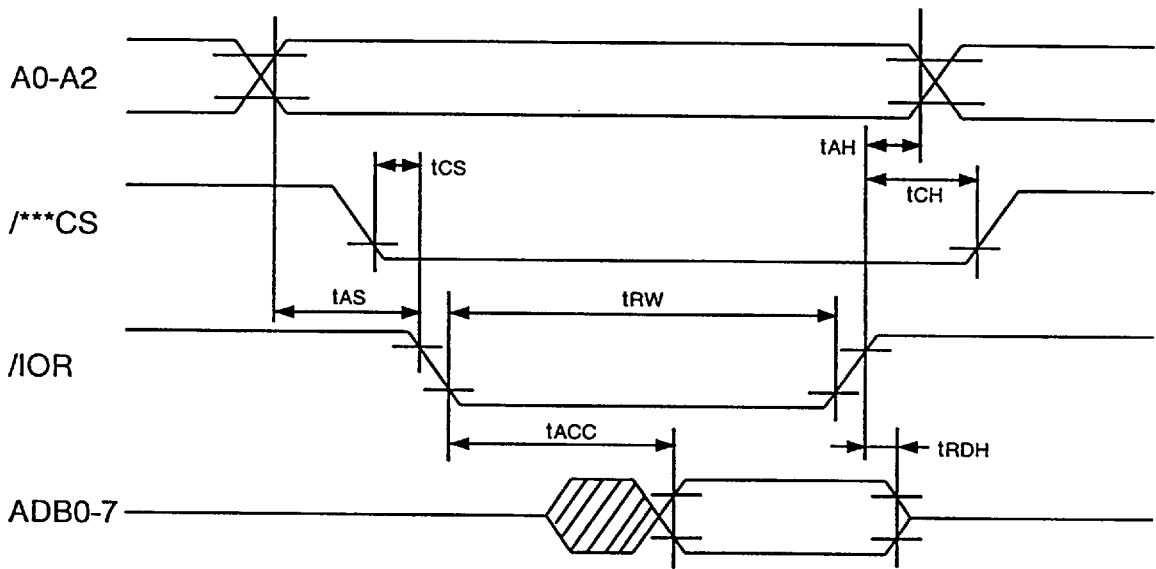 A0-A2
tAH
tCS
tCH
/***CS
tAS
tRW
/IOR
tACC
tRDH
ADB0-7